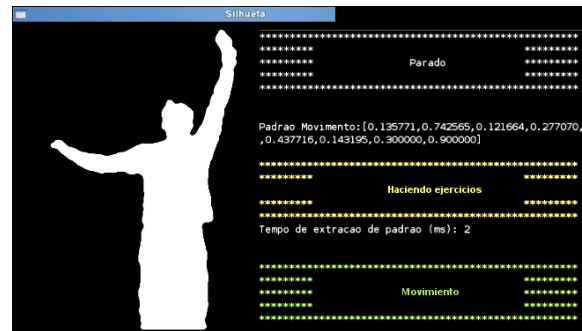 Silhueta
**************************************************
*********                                *********
*********             Parado             *********
*********                                *********
**************************************************
Padrao Movimento:[0.135771,0.742565,0.121664,0.277070,
,0.437716,0.143195,0.300000,0.900000]
**************************************************
*********                                *********
Haciendo ejercicios
*********                                *********
**************************************************
Tempo de extracao de padrao (ms): 2
**************************************************
*********                                *********
*********           Movimiento           *********
*********                                *********
**************************************************